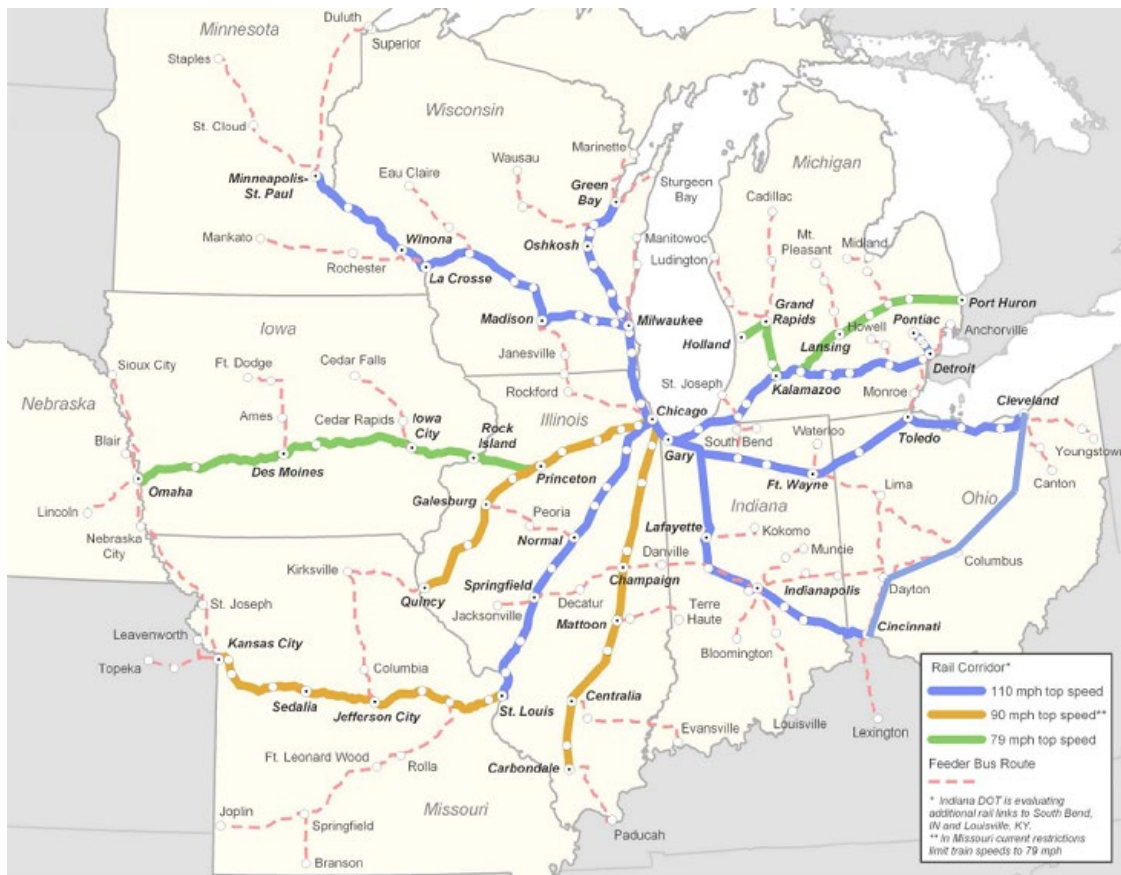 Duluth
Minnesota
Superior
Staples
Wisconsin
St. Cloud
Marinette
Wausau
Michigan
Minneapolis-
St. Paul
Eau Claire
Green
Bay
Sturgeon
Bay
Cadillac
Mankato
Winona
Oshkosh
Manitowoc
Mt.
Pleasant
Midland
Rochester
Ludington
La Crosse
Grand
Rapids
Port Huron
Madison
Milwaukee
Howell
Pontiac
Anchorville
Iowa
Holland
Lansing
Janesville
Sioux City
Ft. Dodge
Cedar Falls
Detroit
St. Joseph
Kalamazoo
Rockford
Monroe
Nebraska
Chicago
Cleveland
Ames
Cedar Rapids
Iowa
City
Illinois
Rock
Island
Blair
Gary
South Bend
Waterloo
Toledo
Youngstown
Des Moines
Princeton
Omaha
Ft. Wayne
Canton
Galesburg
Lima
Ohio
Lincoln
Peoria
Indiana
Nebraska
City
Normal
Lafayette
Kokomo
Danville
Muncie
Columbus
Kirksville
Springfield
Champaign
Quincy
Indianapolis
Dayton
St. Joseph
Jacksonville
Decatur
Terre
Haute
Mattoon
Leavenworth
Cincinnati
Kansas City
Bloomington
Topeka
Columbia
Centralia
Sedalia
Jefferson City
St. Louis
Louisville
Lexington
Evansville
Ft. Leonard Wood
Rolla
Carbondale
Missouri
Joplin
Springfield
Paducah
Branson
Rail Corridor*
110 mph top speed
90 mph top speed**
79 mph top speed
Feeder Bus Route
* Indiana DOT is evaluating
additional rail links to South Bend,
IN and Louisville, KY.
** In Missouri current restrictions
limit train speeds to 79 mph